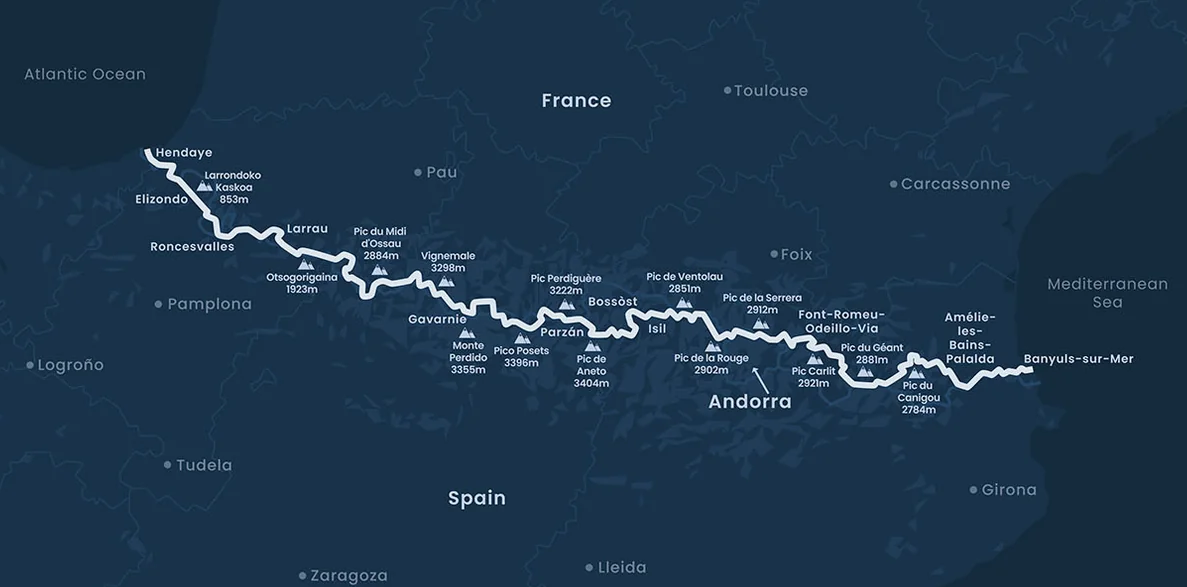 Atlantic Ocean
France
Toulouse
Hendaye
Pau
Larrondoko
Kaskoa
853m
Carcassonne
Elizondo
Roncesvalles
Larrau
Pic du Midi
d'Ossau
2884m
Vignemale
3298m
Otsogorigaina
1923m
Foix
Pic Perdiguère
3222m
Bossòst
Pic de Ventolau
2851m
Pic de la Serrera
2912m
Mediterranean
Sea
Pamplona
Gavarnie
Monte
Perdido
3355m
Pico Posets
3396m
Parzán
Pic de
Aneto
3404m
Isil
Pic de la Rouge
2902m
Font-Romeu-
Odeillo-Via
Pic Carlit
2921m
Pic du Géant
2881m
Amélie-
les-
Bains-
Palalda
Banyuls-sur-Mer
Pic du
Canigou
2784m
Logroño
Andorra
Tudela
Spain
Girona
Zaragoza
Lleida